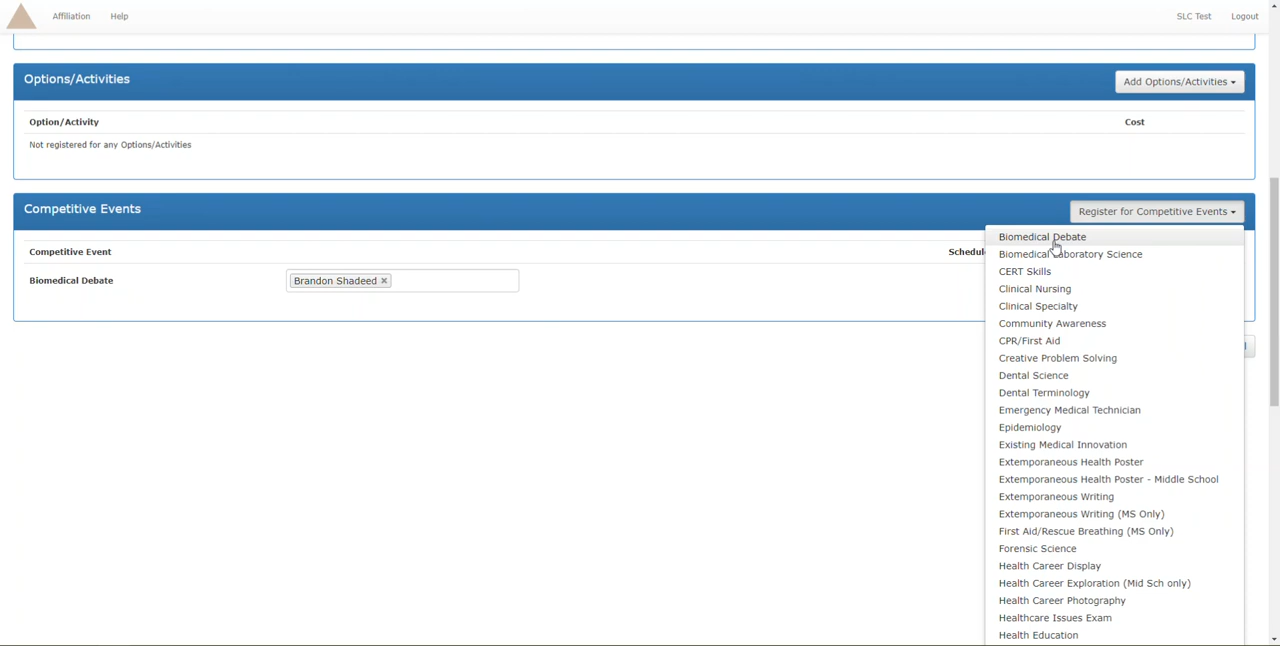 Affiliation Help SLC Test Logout
Options/Activities Add Options/Activities
Option/Activity Cost
Not registered for any Options/Activities
Competitive Events Register for Competitive Events
Competitive Event
Biomedical Debate Brandon Shadeed ×
Biomedical Debate
Biomedical Laboratory Science
CERT Skills
Clinical Nursing
Clinical Specialty
Community Awareness
CPR/First Aid
Creative Problem Solving
Dental Science
Dental Terminology
Emergency Medical Technician
Epidemiology
Existing Medical Innovation
Extemporaneous Health Poster
Extemporaneous Health Poster - Middle School
Extemporaneous Writing
Extemporaneous Writing (MS Only)
First Aid/Rescue Breathing (MS Only)
Forensic Science
Health Career Display
Health Career Exploration (Mid Sch only)
Health Career Photography
Healthcare Issues Exam
Health Education